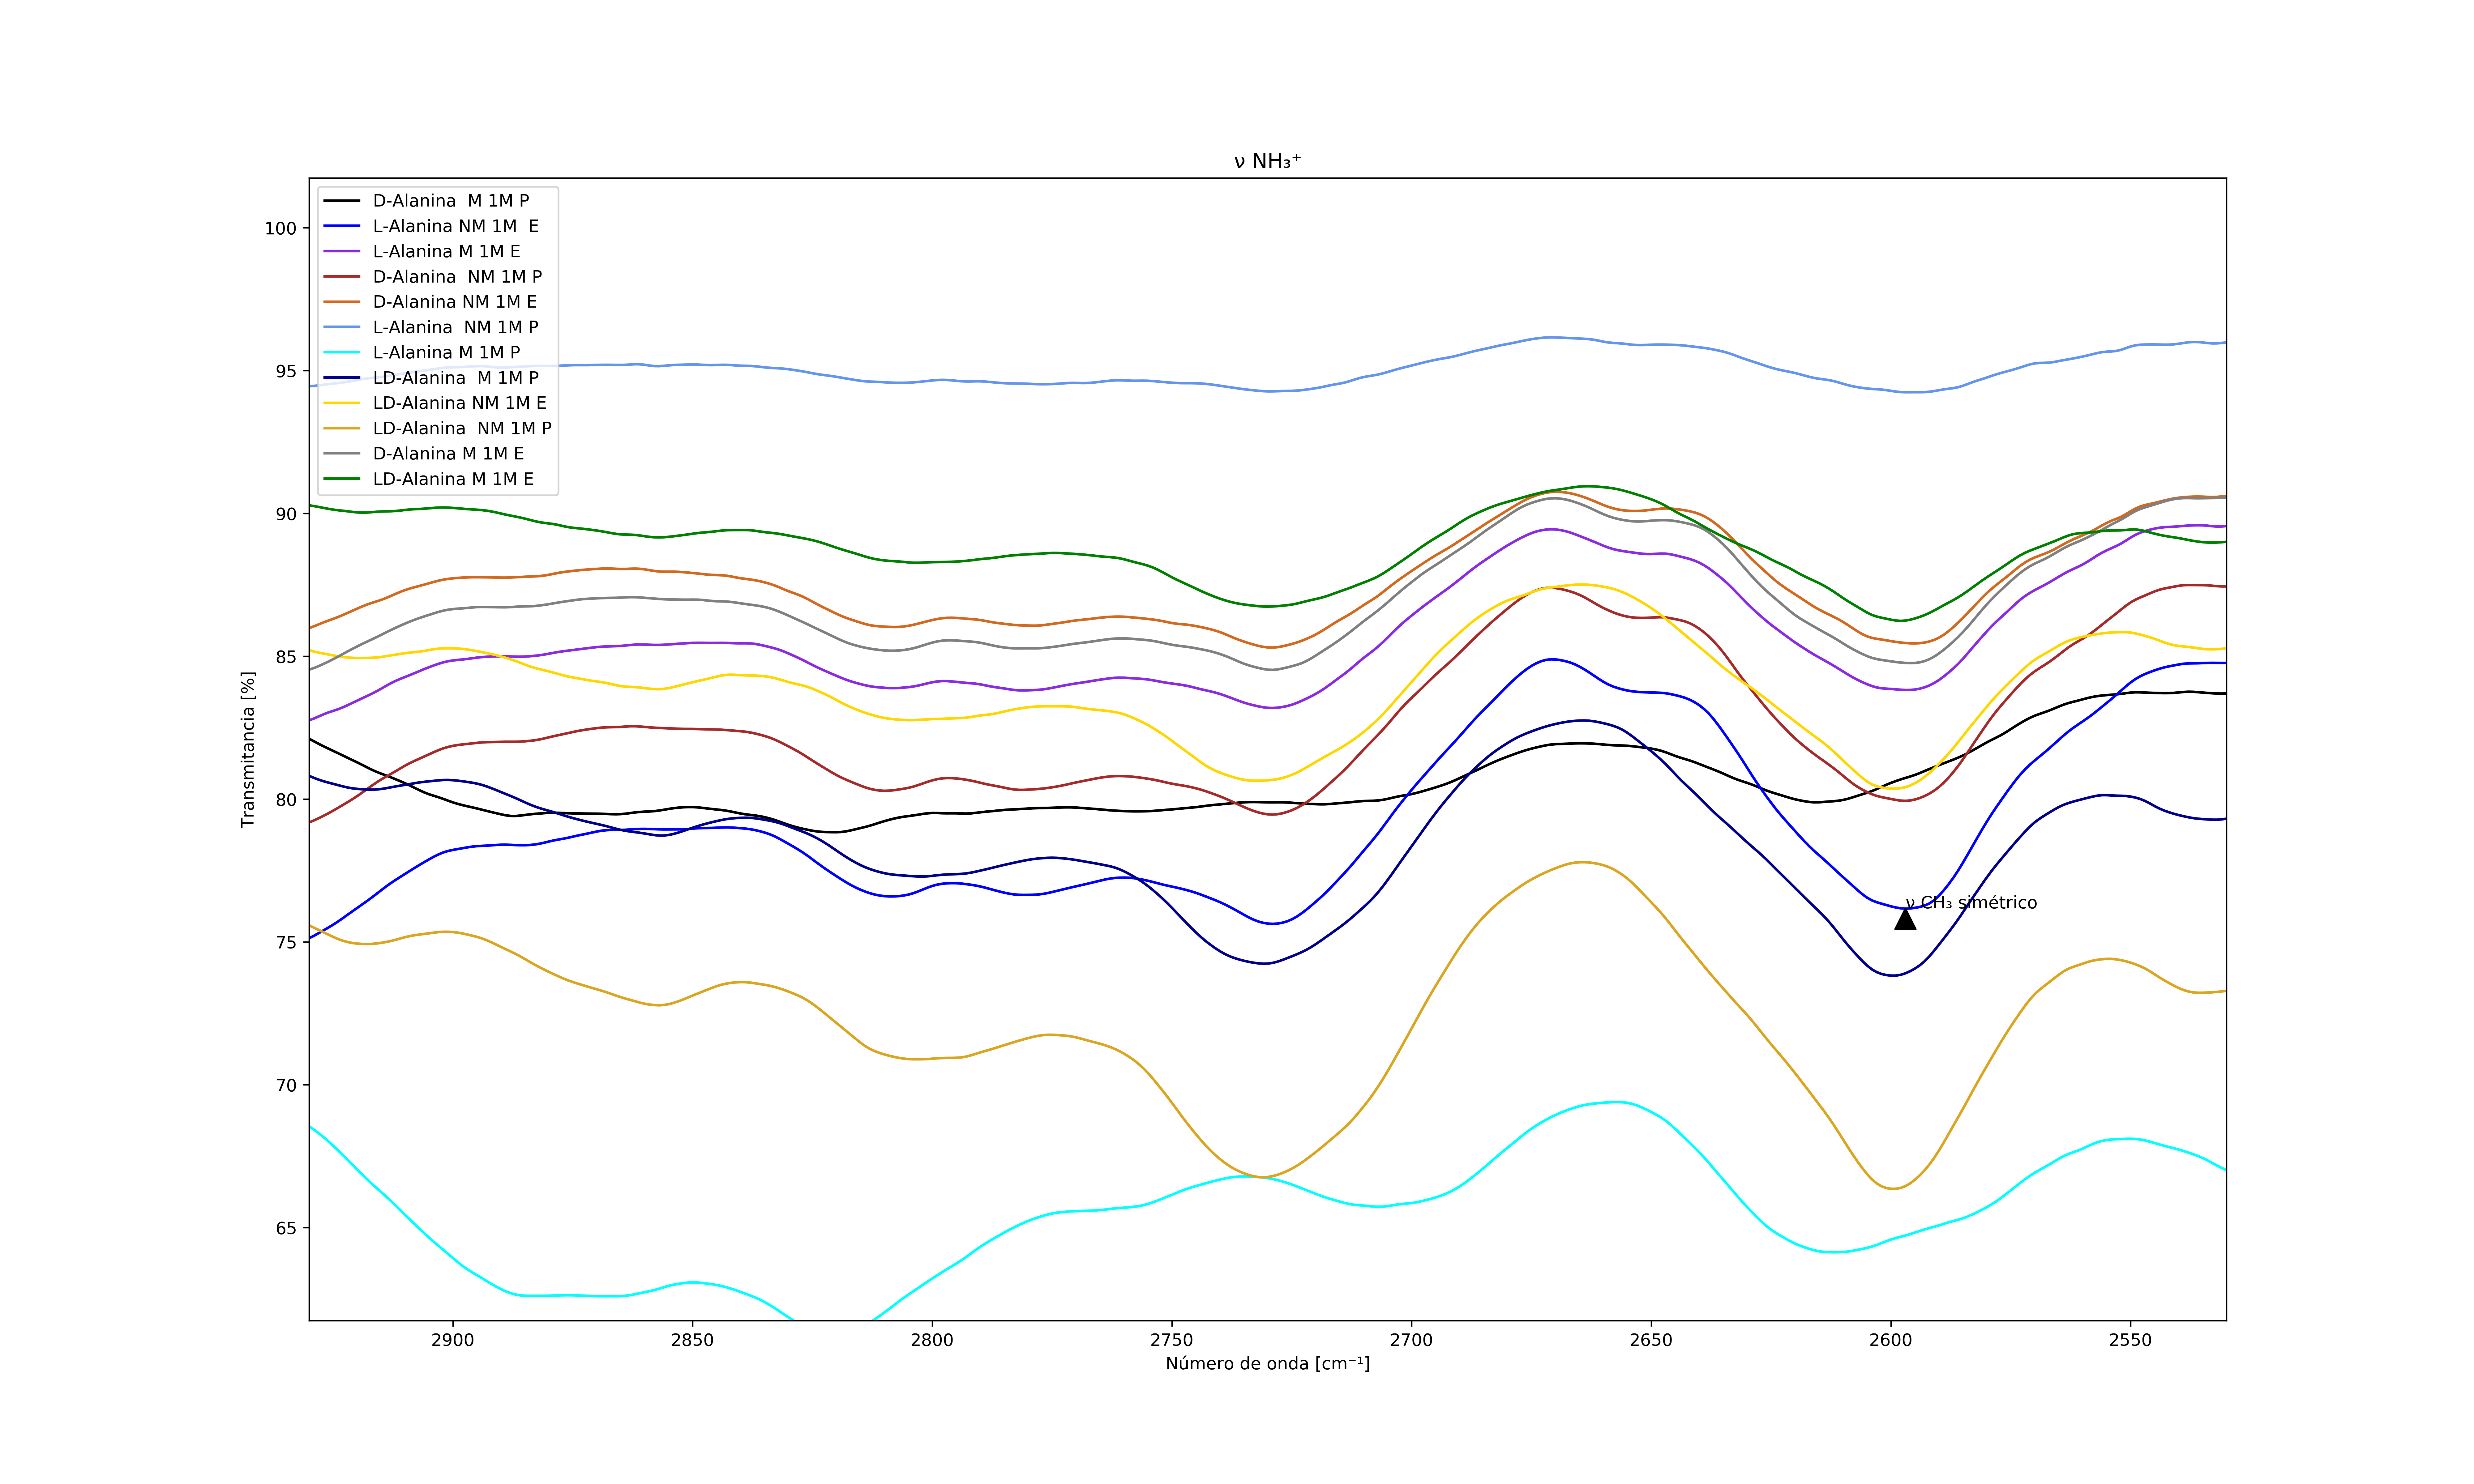 ν NH₃⁺
D-Alanina  M 1M P
L-Alanina NM 1M  E
L-Alanina M 1M E
D-Alanina  NM 1M P
D-Alanina NM 1M E
L-Alanina  NM 1M P
L-Alanina M 1M P
LD-Alanina  M 1M P
LD-Alanina NM 1M E
LD-Alanina  NM 1M P
D-Alanina M 1M E
LD-Alanina M 1M E
100
95
90
85
80
75
70
65
Transmitancia [%]
ν CH₃ simétrico
2900 2850 2800 2750 2700 2650 2600 2550
Número de onda [cm⁻¹]